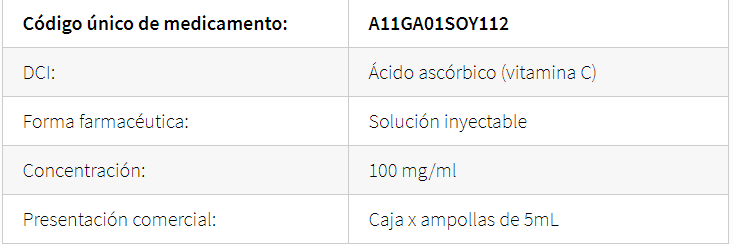 Código único de medicamento: A11GA01SOY112
DCI: Ácido ascórbico (vitamina C)
Forma farmacéutica: Solución inyectable
Concentración: 100 mg/ml
Presentación comercial: Caja x ampollas de 5mL